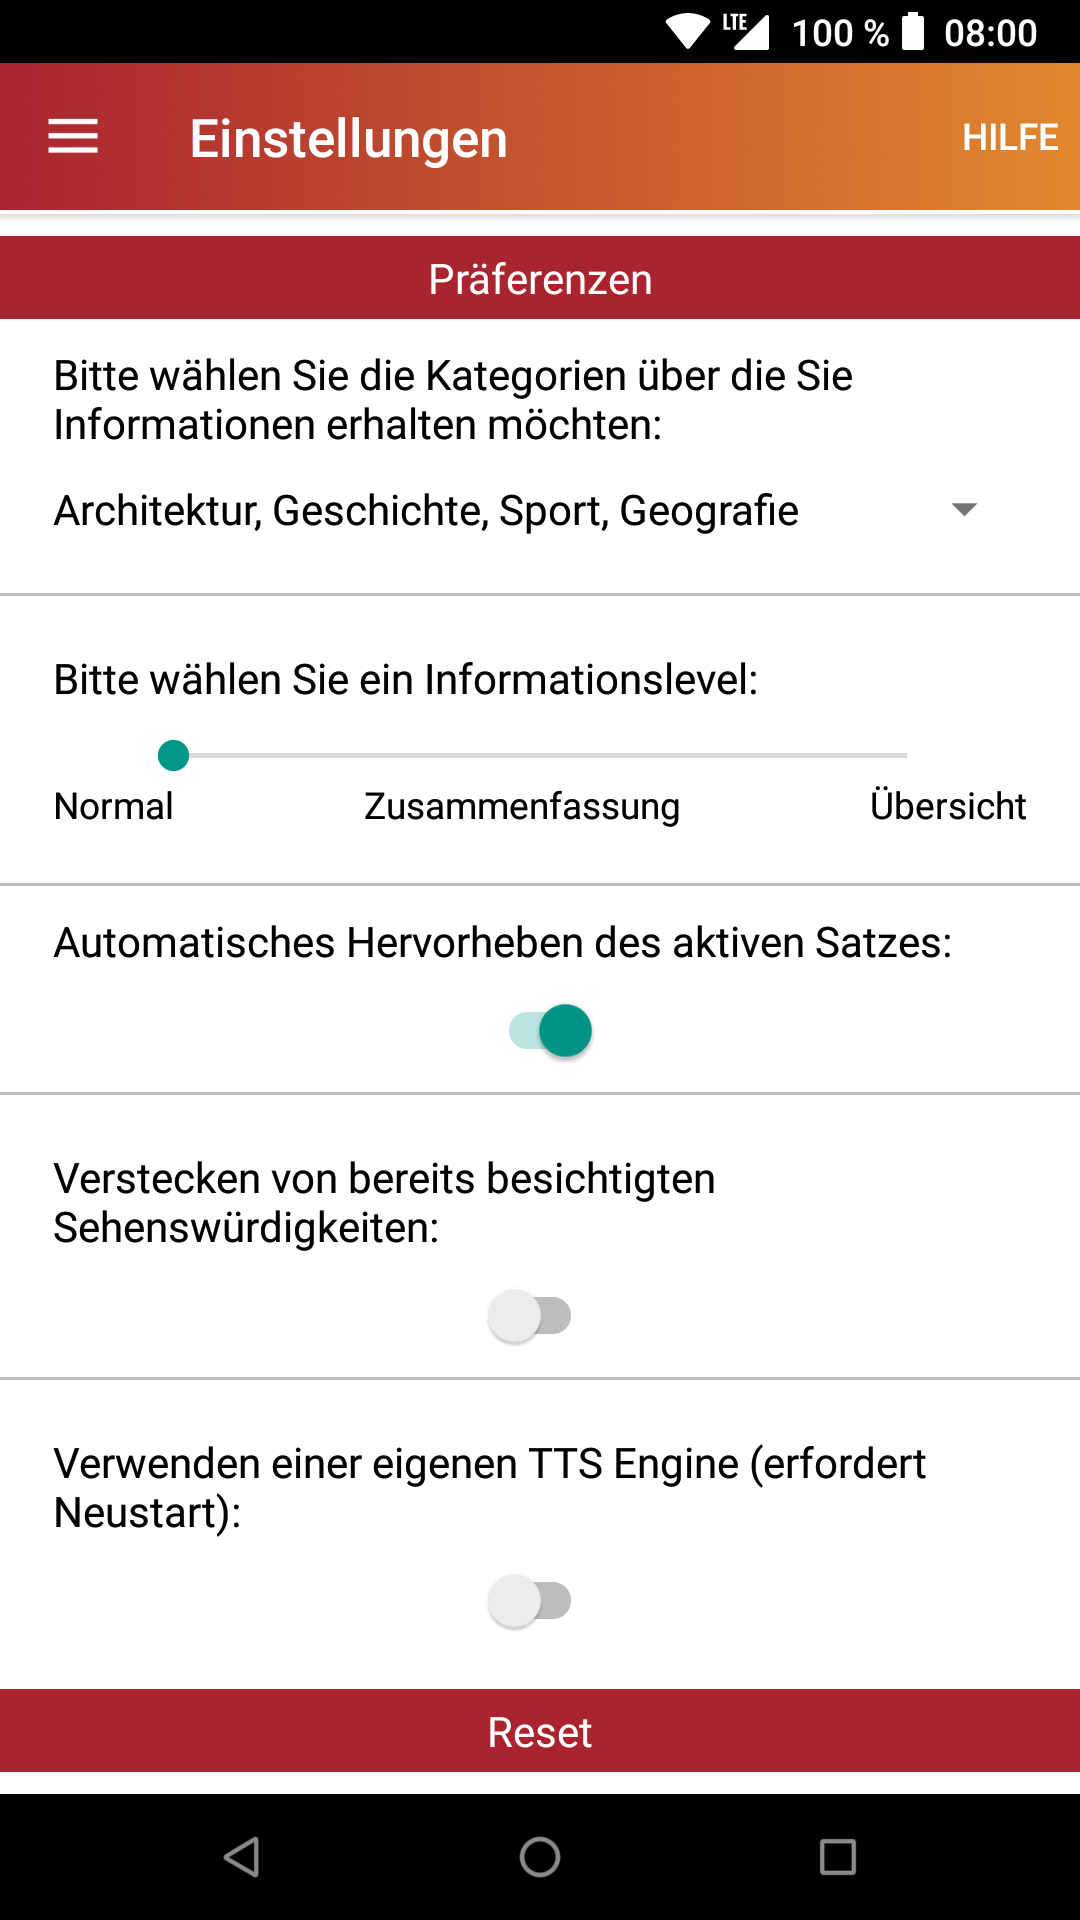 LTE 100 % 08:00
Einstellungen HILFE
Präferenzen
Bitte wählen Sie die Kategorien über die Sie
Informationen erhalten möchten:
Architektur, Geschichte, Sport, Geografie
Bitte wählen Sie ein Informationslevel:
Normal Zusammenfassung Übersicht
Automatisches Hervorheben des aktiven Satzes:
Verstecken von bereits besichtigten
Sehenswürdigkeiten:
Verwenden einer eigenen TTS Engine (erfordert
Neustart):
Reset